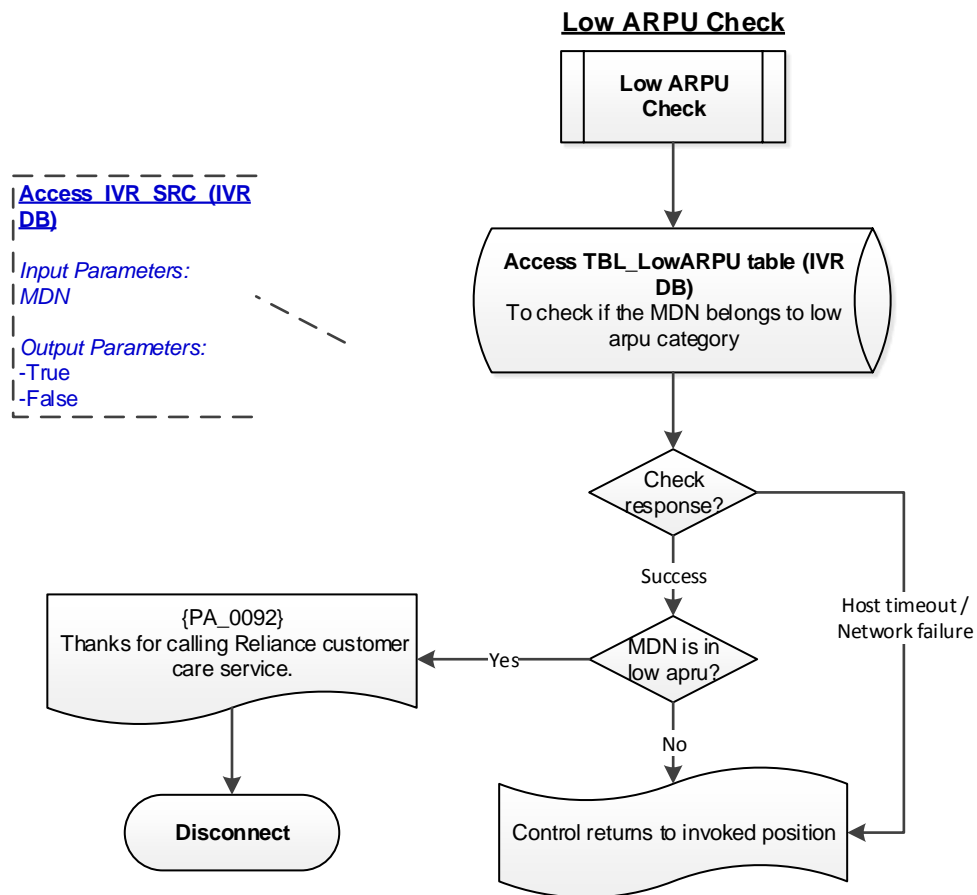 Low ARPU Check
Low ARPU
Check
Access IVR_SRC (IVR
DB)
Input Parameters:
MDN
Output Parameters:
-True
-False
Access TBL_LowARPU table (IVR
DB)
To check if the MDN belongs to low
arpu category
Check
response?
Success
Host timeout /
Network failure
{PA_0092}
Thanks for calling Reliance customer
care service.
Yes
MDN is in
low apru?
No
Disconnect
Control returns to invoked position